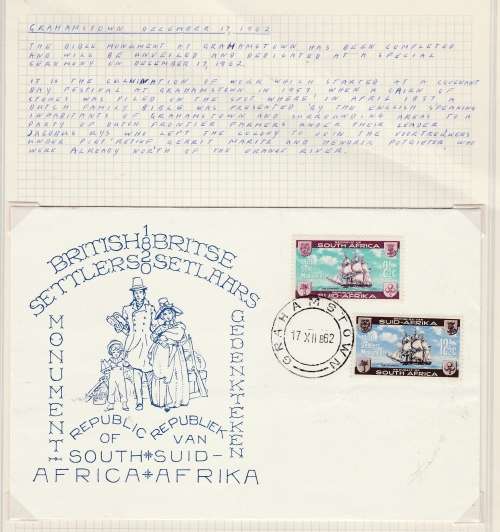 GRAHAMSTOWN DECEMBER 17, 1962
THE BIBLE MONUMENT AT GRAHAMSTOWN HAS BEEN COMPLETED
AND WILL BE UNVEILED AND DEDICATED AT A SPECIAL
CEREMONY ON DECEMBER 17, 1962.
IT IS THE CULMINATION OF WORK WHICH STARTED AT A COVENANT
DAY FESTIVAL AT GRAHAMSTOWN IN 1957 WHEN A CAIRN OF
STONES WAS PILED ON THE SPOT WHERE, IN APRIL 1837 A
DUTCH FAMILY BIBLE WAS PRESENTED BY THE ENGLISH SPEAKING
INHABITANTS OF GRAHAMSTOWN AND SURROUNDING AREAS TO A
PARTY OF DUTCH FRONTIER FARMERS UNDER THEIR LEADER
JACOBUS UYS WHO LEFT THE COLONY TO JOIN THE VOORTREKKERS
UNDER PIET RETIEF GERRIT MARITZ AND HENDRIK POTGIETER WHO
WERE ALREADY NORTH OF THE ORANGE RIVER.
BRITISH 1820 BRITSE
SETTLERS SETLAARS
MONUMENT
GEDENKTEKEN
REPUBLIC REPUBLIEK
OF VAN
SOUTH SUID-
AFRICA AFRIKA
SOUTH AFRICA
2½c
SUID-AFRIKA
GRAHAMSTOWN
17 XII 862
SUID-AFRIKA
12½c
SOUTH AFRICA